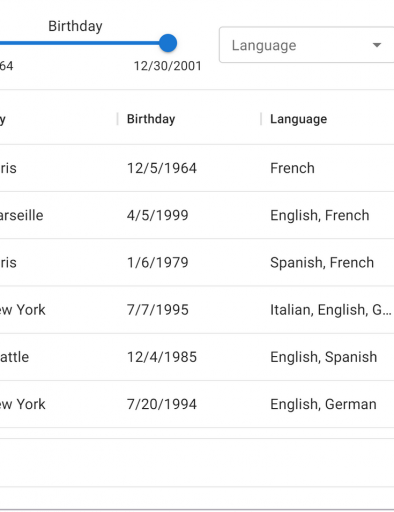 Birthday
Language
64
12/30/2001
y Birthday Language
ris 12/5/1964 French
arseille 4/5/1999 English, French
ris 1/6/1979 Spanish, French
ew York 7/7/1995 Italian, English, G...
attle 12/4/1985 English, Spanish
ew York 7/20/1994 English, German